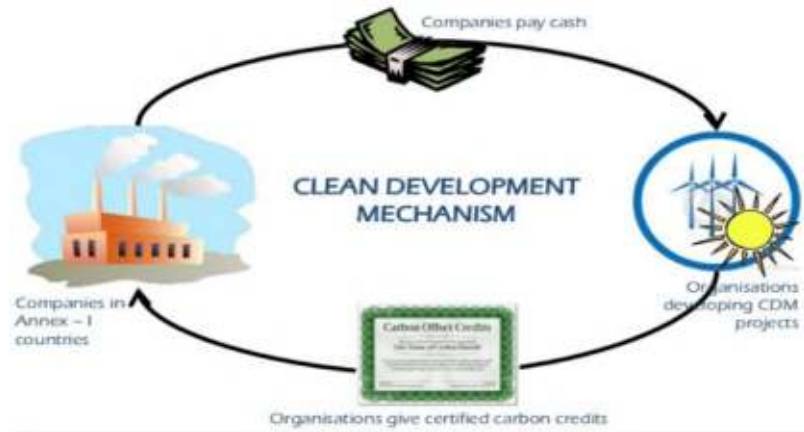 Companies pay cash
CLEAN DEVELOPMENT
MECHANISM
Companies in
Annex – I
countries
Organisations
developing CDM
projects
Carbon Offset Credits
Organisations give certified carbon credits